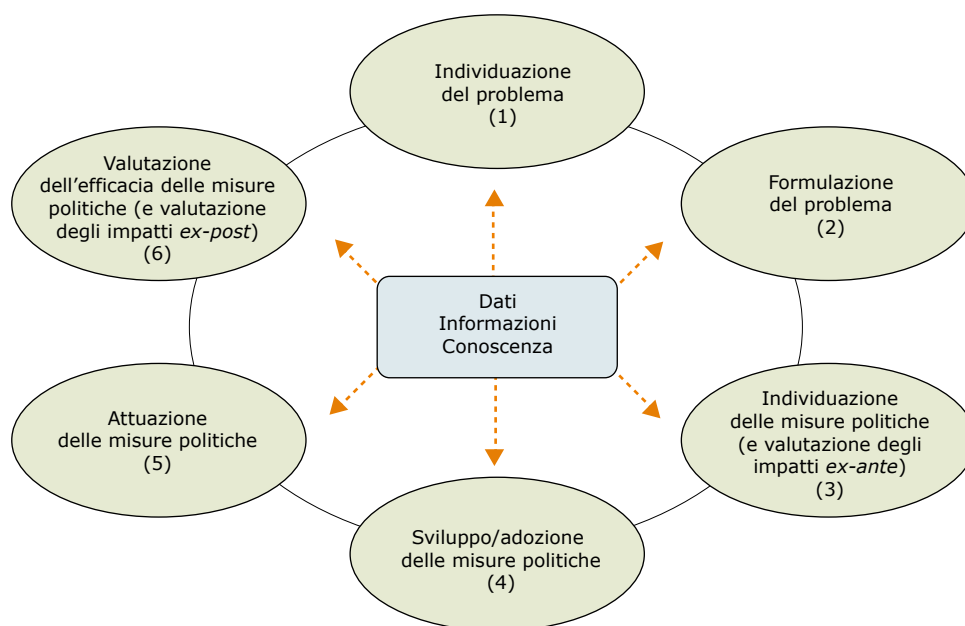 Individuazione
del problema
(1)
Formulazione
del problema
(2)
Individuazione
delle misure politiche
(e valutazione degli
impatti ex-ante)
(3)
Sviluppo/adozione
delle misure politiche
(4)
Attuazione
delle misure politiche
(5)
Valutazione
dell’efficacia delle misure
politiche (e valutazione
degli impatti ex-post)
(6)
Dati
Informazioni
Conoscenza